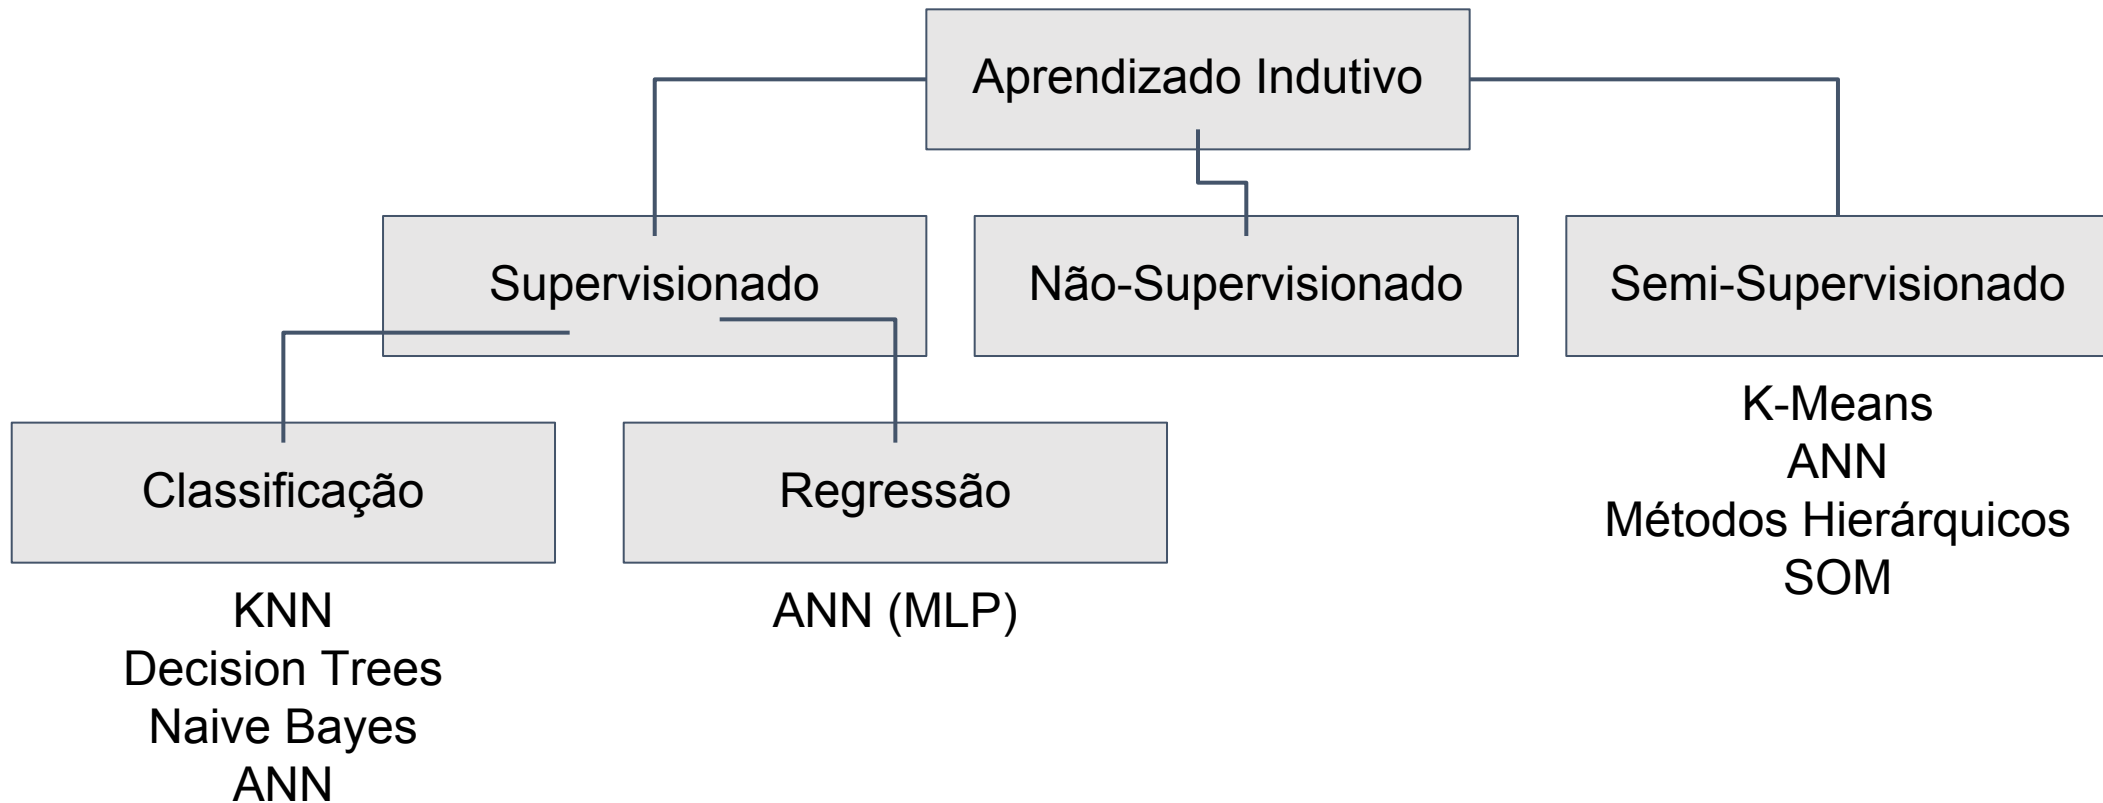 Aprendizado Indutivo
Supervisionado
Não-Supervisionado
Semi-Supervisionado
Classificação
Regressão
K-Means
ANN
Métodos Hierárquicos
SOM
KNN
Decision Trees
Naive Bayes
ANN
ANN (MLP)